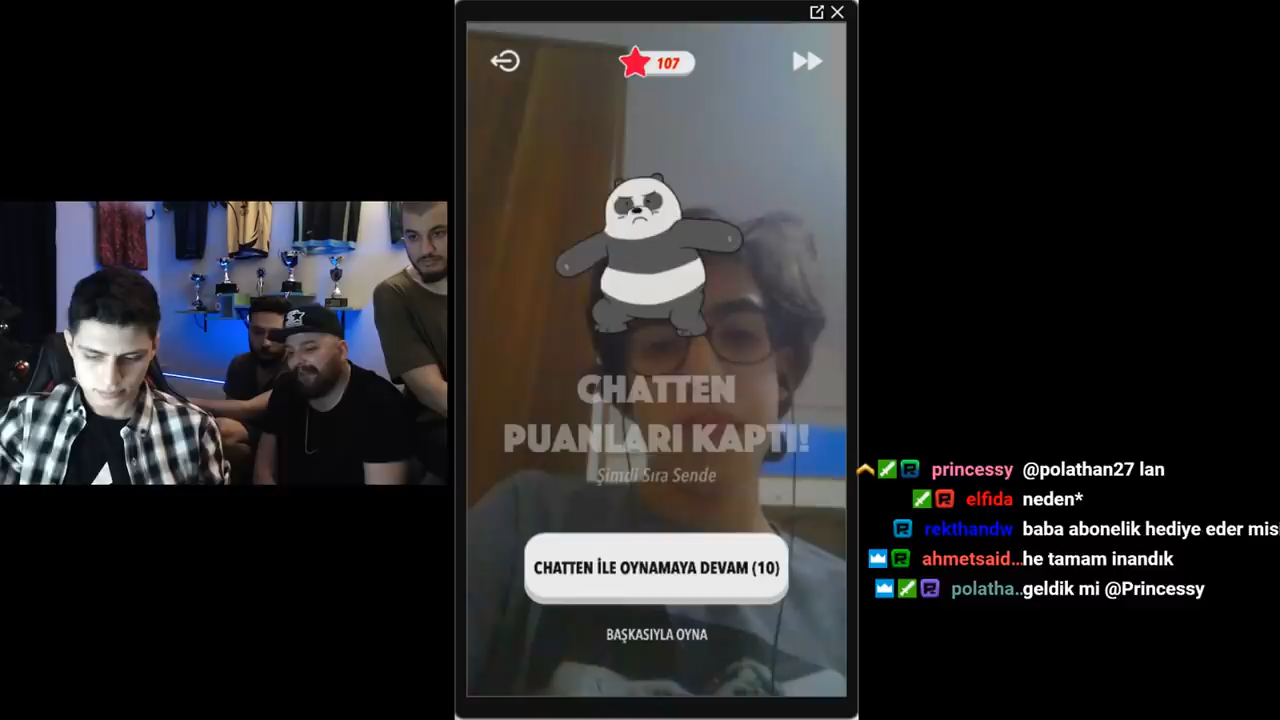 107
CHATTEN
PUANLARI KAPTI!
Şimdi Sıra Sende
CHATTEN İLE OYNAMAYA DEVAM (10)
BAŞKASIYLA OYNA
princessy @polathan27 lan
elfida neden*
rekthandw baba abonelik hediye eder mis
ahmetsaid... he tamam inandık
polatha.. geldik mi @Princessy